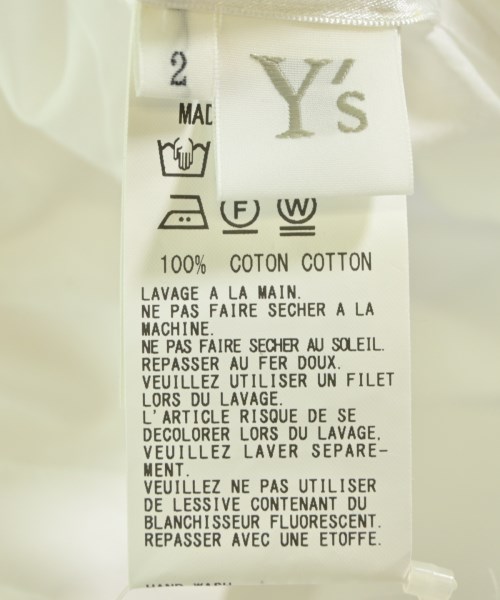 2
Y's
MAD
F W
100% COTON COTTON
LAVAGE A LA MAIN.
NE PAS FAIRE SECHER A LA
MACHINE.
NE PAS FAIRE SECHER AU SOLEIL.
REPASSER AU FER DOUX.
VEUILLEZ UTILISER UN FILET
LORS DU LAVAGE.
L'ARTICLE RISQUE DE SE
DECOLORER LORS DU LAVAGE.
VEUILLEZ LAVER SEPARE-
MENT.
VEUILLEZ NE PAS UTILISER
DE LESSIVE CONTENANT DU
BLANCHISSEUR FLUORESCENT.
REPASSER AVEC UNE ETOFFE.
HAND WASH